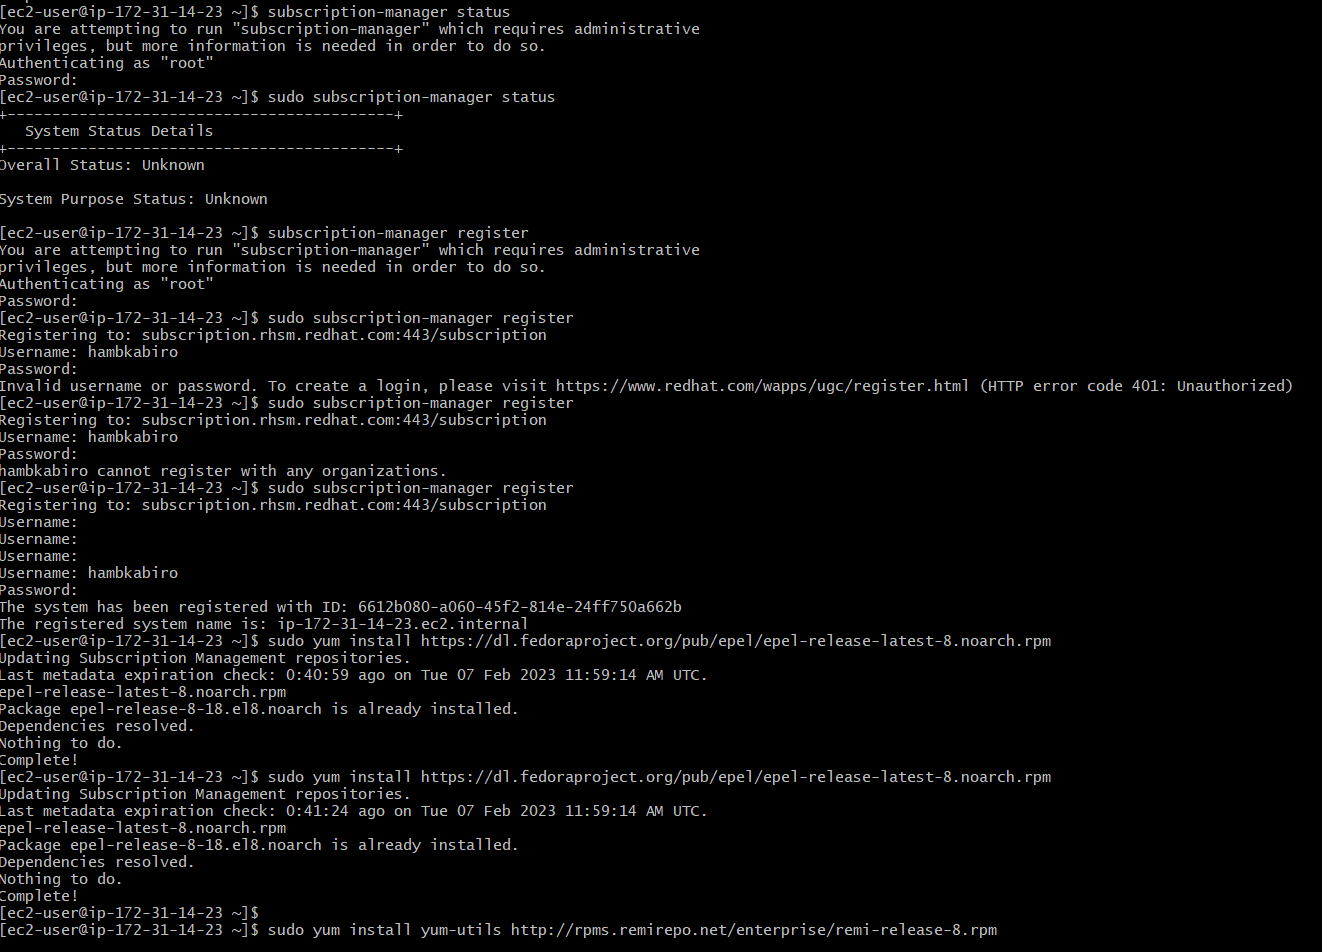 [ec2-user@ip-172-31-14-23 ~]$ subscription-manager status
You are attempting to run "subscription-manager" which requires administrative
privileges, but more information is needed in order to do so.
Authenticating as "root"
Password:
[ec2-user@ip-172-31-14-23 ~]$ sudo subscription-manager status
+-------------------------------------------+
   System Status Details
+-------------------------------------------+
Overall Status: Unknown

System Purpose Status: Unknown

[ec2-user@ip-172-31-14-23 ~]$ subscription-manager register
You are attempting to run "subscription-manager" which requires administrative
privileges, but more information is needed in order to do so.
Authenticating as "root"
Password:
[ec2-user@ip-172-31-14-23 ~]$ sudo subscription-manager register
Registering to: subscription.rhsm.redhat.com:443/subscription
Username: hambkabiro
Password:
Invalid username or password. To create a login, please visit https://www.redhat.com/wapps/ugc/register.html (HTTP error code 401: Unauthorized)
[ec2-user@ip-172-31-14-23 ~]$ sudo subscription-manager register
Registering to: subscription.rhsm.redhat.com:443/subscription
Username: hambkabiro
Password:
hambkabiro cannot register with any organizations.
[ec2-user@ip-172-31-14-23 ~]$ sudo subscription-manager register
Registering to: subscription.rhsm.redhat.com:443/subscription
Username:
Username:
Username:
Username: hambkabiro
Password:
The system has been registered with ID: 6612b080-a060-45f2-814e-24ff750a662b
The registered system name is: ip-172-31-14-23.ec2.internal
[ec2-user@ip-172-31-14-23 ~]$ sudo yum install https://dl.fedoraproject.org/pub/epel/epel-release-latest-8.noarch.rpm
Updating Subscription Management repositories.
Last metadata expiration check: 0:40:59 ago on Tue 07 Feb 2023 11:59:14 AM UTC.
epel-release-latest-8.noarch.rpm
Package epel-release-8-18.el8.noarch is already installed.
Dependencies resolved.
Nothing to do.
Complete!
[ec2-user@ip-172-31-14-23 ~]$ sudo yum install https://dl.fedoraproject.org/pub/epel/epel-release-latest-8.noarch.rpm
Updating Subscription Management repositories.
Last metadata expiration check: 0:41:24 ago on Tue 07 Feb 2023 11:59:14 AM UTC.
epel-release-latest-8.noarch.rpm
Package epel-release-8-18.el8.noarch is already installed.
Dependencies resolved.
Nothing to do.
Complete!
[ec2-user@ip-172-31-14-23 ~]$
[ec2-user@ip-172-31-14-23 ~]$ sudo yum install yum-utils http://rpms.remirepo.net/enterprise/remi-release-8.rpm